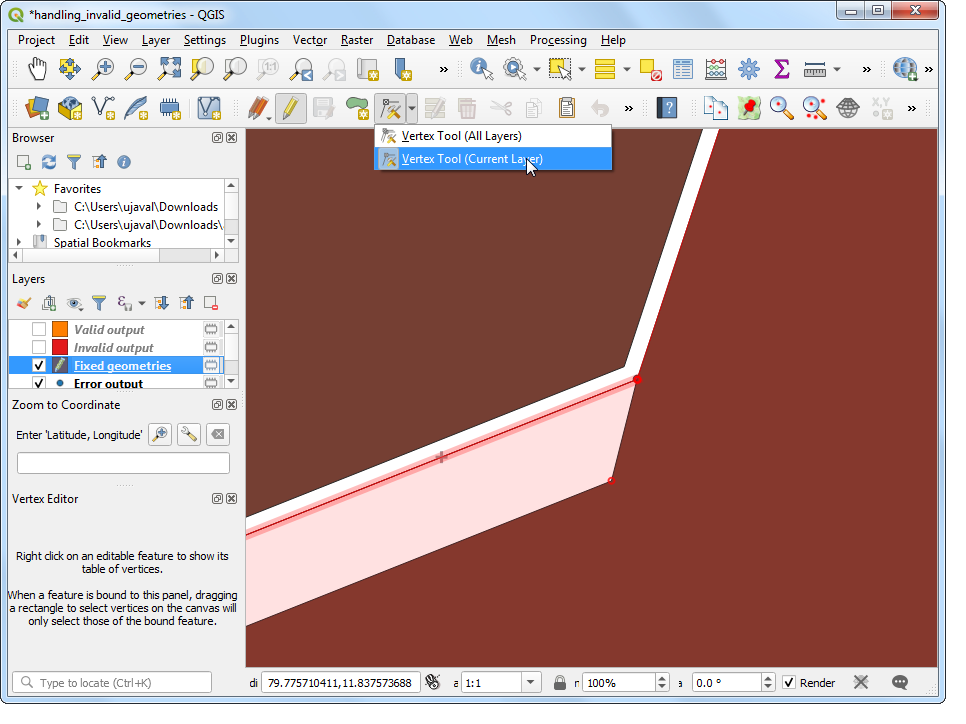 *handling_invalid_geometries - QGIS
Project Edit View Layer Settings Plugins Vector Raster Database Web Mesh Processing Help
Vertex Tool (All Layers)
Vertex Tool (Current Layer)
Browser
Favorites
C:\Users\ujaval\Downloads
C:\Users\ujaval\Downloads\
Spatial Bookmarks
Layers
Valid output
Invalid output
Fixed geometries
Error output
Zoom to Coordinate
Enter 'Latitude, Longitude'
Vertex Editor
Right click on an editable feature to show its
table of vertices.
When a feature is bound to this panel, dragging
a rectangle to select vertices on the canvas will
only select those of the bound feature.
Type to locate (Ctrl+K) di 79.775710411,11.837573688 1:1 100% 0.0 ° Render